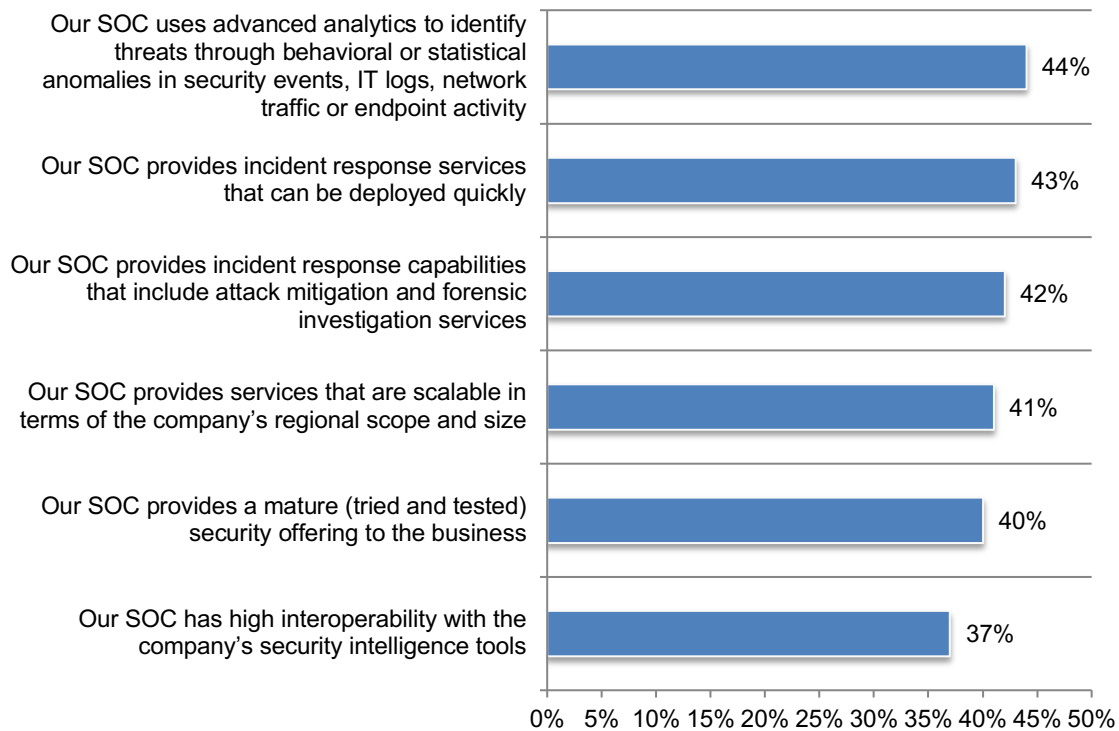 Our SOC uses advanced analytics to identify
threats through behavioral or statistical
anomalies in security events, IT logs, network
traffic or endpoint activity
44%
Our SOC provides incident response services
that can be deployed quickly
43%
Our SOC provides incident response capabilities
that include attack mitigation and forensic
investigation services
42%
Our SOC provides services that are scalable in
terms of the company’s regional scope and size
41%
Our SOC provides a mature (tried and tested)
security offering to the business
40%
Our SOC has high interoperability with the
company’s security intelligence tools
37%
0% 5% 10% 15% 20% 25% 30% 35% 40% 45% 50%